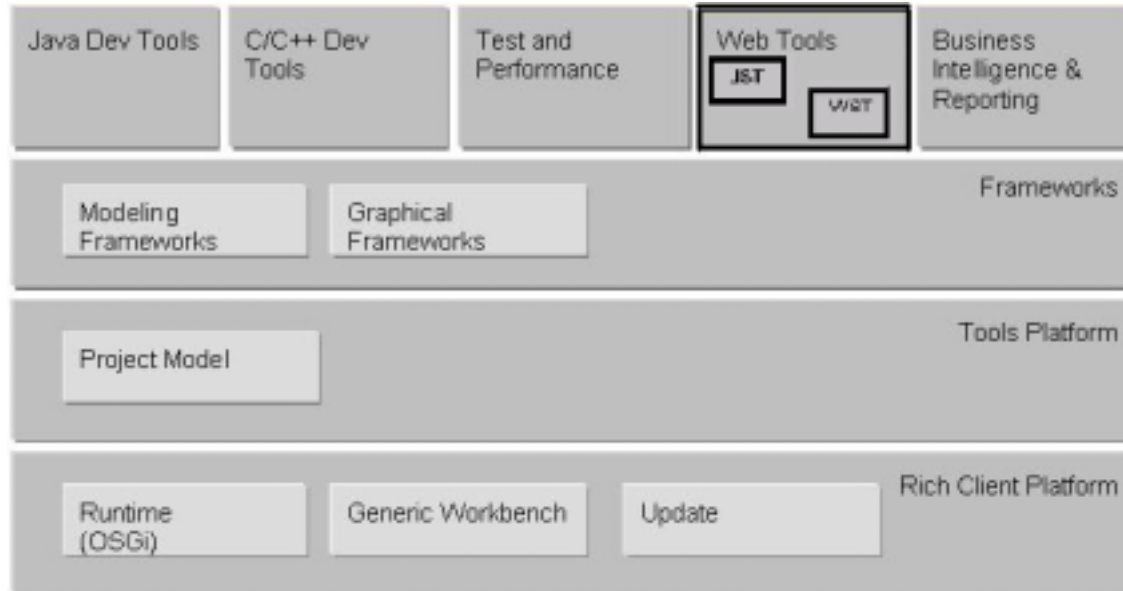 Java Dev Tools
C/C++ Dev
Tools
Test and
Performance
Web Tools
JST
WST
Business
Intelligence &
Reporting
Frameworks
Modeling
Frameworks
Graphical
Frameworks
Tools Platform
Project Model
Rich Client Platform
Runtime
(OSGi)
Generic Workbench
Update